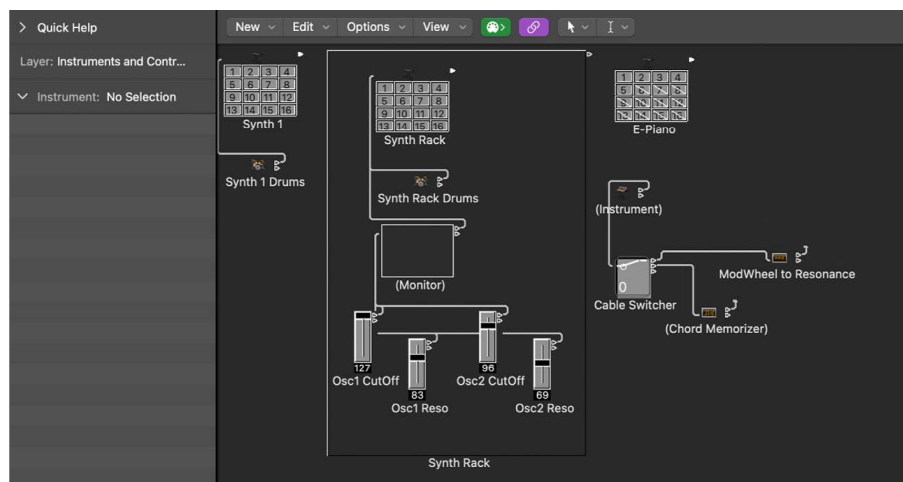 Quick Help
New Edit Options View
Layer: Instruments and Contr...
Instrument: No Selection
1 2 3 4
5 6 7 8
9 10 11 12
13 14 15 16
Synth 1
Synth 1 Drums
1 2 3 4
5 6 7 8
9 10 11 12
13 14 15 16
Synth Rack
Synth Rack Drums
(Monitor)
127
Osc1 CutOff
83
Osc1 Reso
96
Osc2 CutOff
69
Osc2 Reso
Synth Rack
1 2 3 4
5 6 7 8
E-Piano
(Instrument)
0
Cable Switcher
ModWheel to Resonance
(Chord Memorizer)